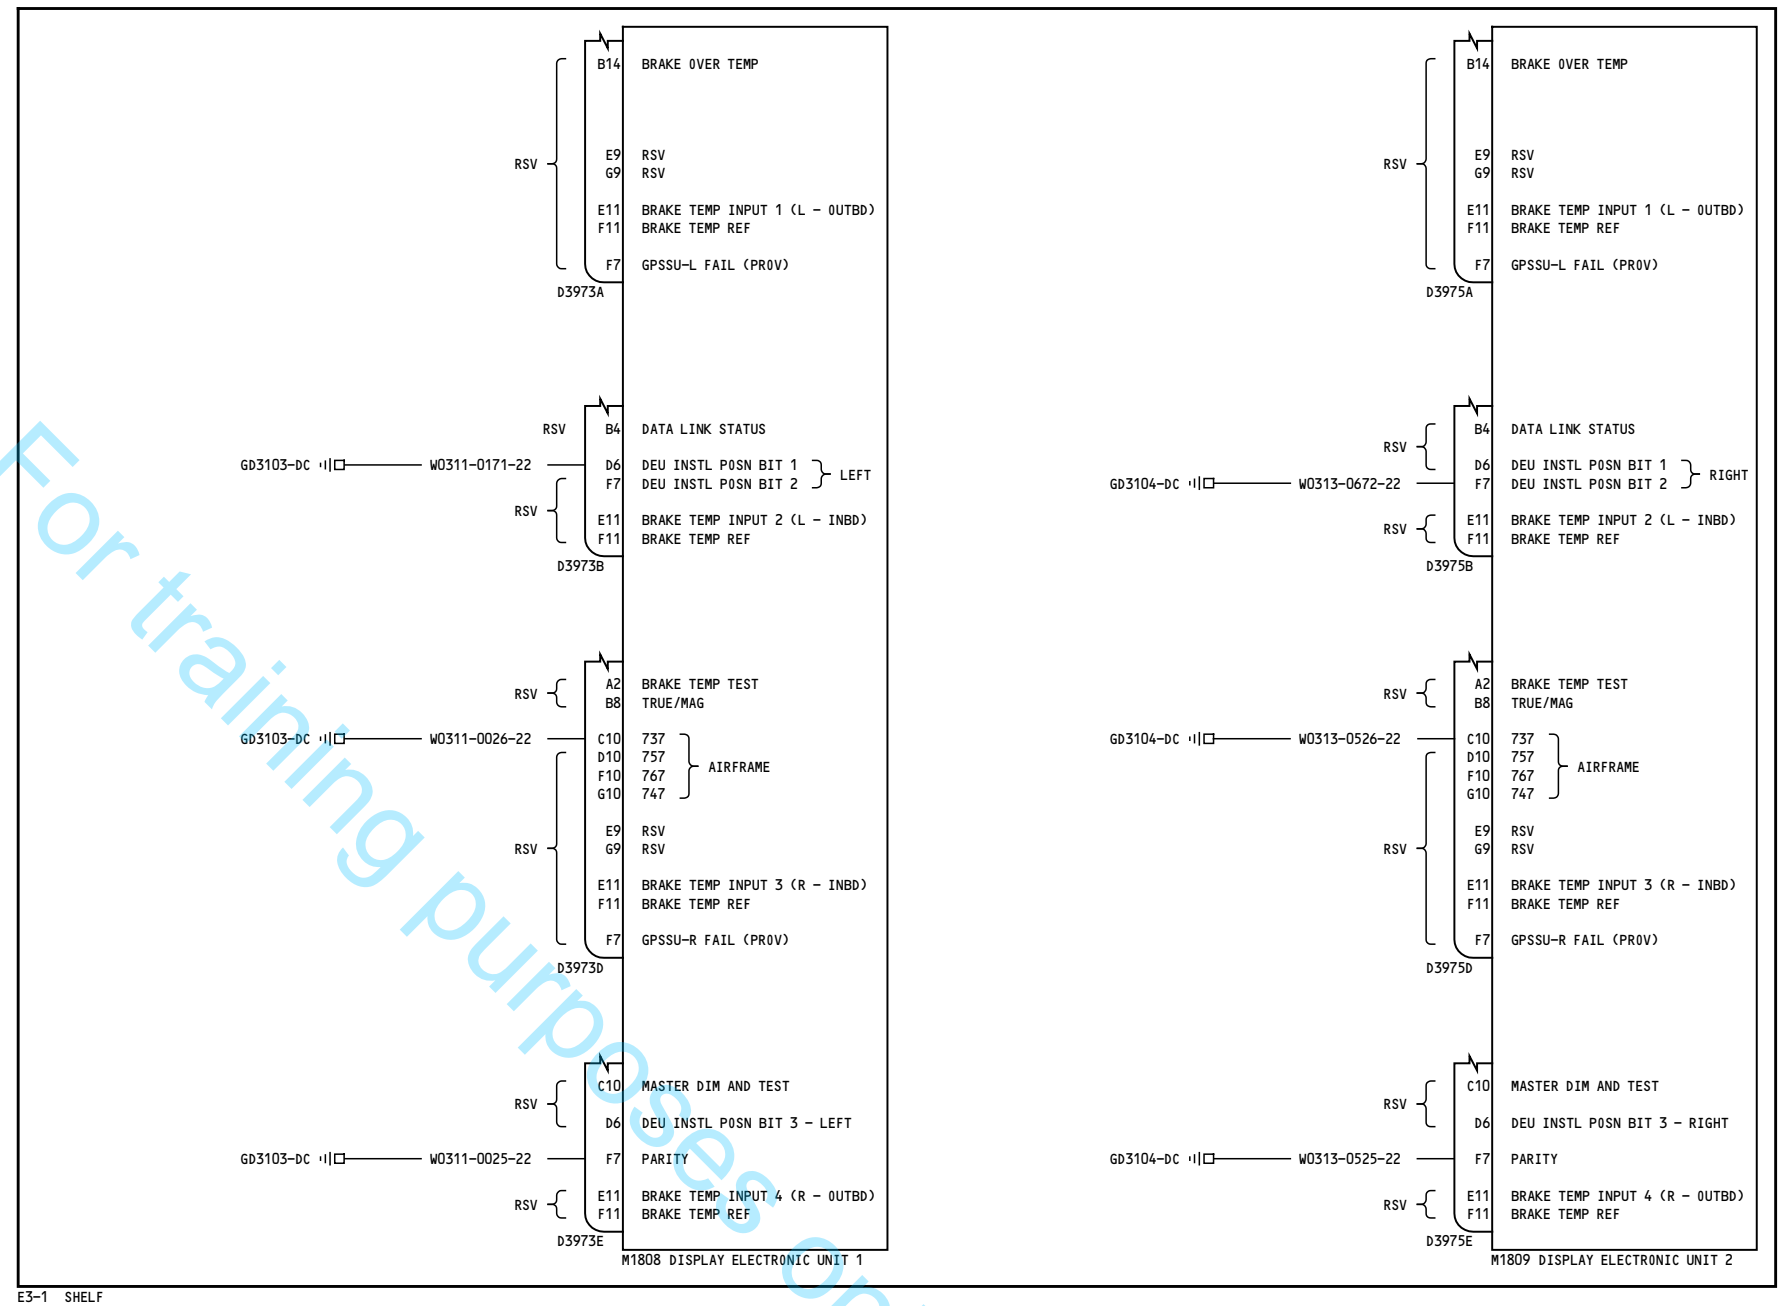 B14 BRAKE OVER TEMP
RSV
E9 RSV
G9 RSV
E11 BRAKE TEMP INPUT 1 (L - OUTBD)
F11 BRAKE TEMP REF
F7 GPSSU-L FAIL (PROV)
D3973A
RSV B4 DATA LINK STATUS
GD3103-DC W0311-0171-22 D6 DEU INSTL POSN BIT 1
F7 DEU INSTL POSN BIT 2
LEFT
RSV
E11 BRAKE TEMP INPUT 2 (L - INBD)
F11 BRAKE TEMP REF
D3973B
RSV
A2 BRAKE TEMP TEST
B8 TRUE/MAG
GD3103-DC W0311-0026-22 C10 737
D10 757
F10 767
G10 747
AIRFRAME
RSV
E9 RSV
G9 RSV
E11 BRAKE TEMP INPUT 3 (R - INBD)
F11 BRAKE TEMP REF
F7 GPSSU-R FAIL (PROV)
D3973D
RSV
C10 MASTER DIM AND TEST
D6 DEU INSTL POSN BIT 3 - LEFT
GD3103-DC W0311-0025-22 F7 PARITY
RSV
E11 BRAKE TEMP INPUT 4 (R - OUTBD)
F11 BRAKE TEMP REF
D3973E
M1808 DISPLAY ELECTRONIC UNIT 1
B14 BRAKE OVER TEMP
RSV
E9 RSV
G9 RSV
E11 BRAKE TEMP INPUT 1 (L - OUTBD)
F11 BRAKE TEMP REF
F7 GPSSU-L FAIL (PROV)
D3975A
RSV
B4 DATA LINK STATUS
D6 DEU INSTL POSN BIT 1
GD3104-DC W0313-0672-22 F7 DEU INSTL POSN BIT 2
RIGHT
RSV
E11 BRAKE TEMP INPUT 2 (L - INBD)
F11 BRAKE TEMP REF
D3975B
RSV
A2 BRAKE TEMP TEST
B8 TRUE/MAG
GD3104-DC W0313-0526-22 C10 737
D10 757
F10 767
G10 747
AIRFRAME
RSV
E9 RSV
G9 RSV
E11 BRAKE TEMP INPUT 3 (R - INBD)
F11 BRAKE TEMP REF
F7 GPSSU-R FAIL (PROV)
D3975D
RSV
C10 MASTER DIM AND TEST
D6 DEU INSTL POSN BIT 3 - RIGHT
GD3104-DC W0313-0525-22 F7 PARITY
RSV
E11 BRAKE TEMP INPUT 4 (R - OUTBD)
F11 BRAKE TEMP REF
D3975E
M1809 DISPLAY ELECTRONIC UNIT 2
E3-1 SHELF
For training purposes